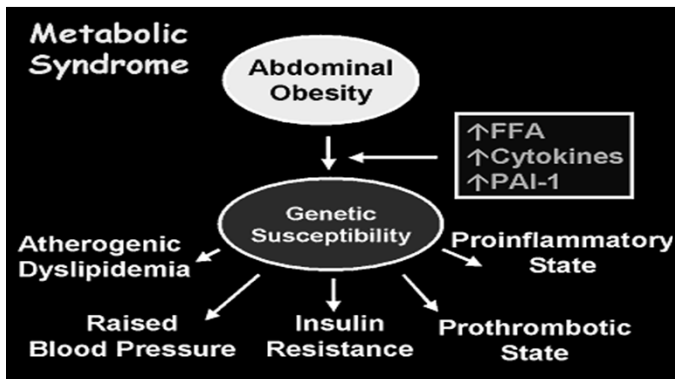 Metabolic
Syndrome
Abdominal
Obesity
↑FFA
↑Cytokines
↑PAI-1
Genetic
Susceptibility
Atherogenic
Dyslipidemia
Proinflammatory
State
Raised
Blood Pressure
Insulin
Resistance
Prothrombotic
State